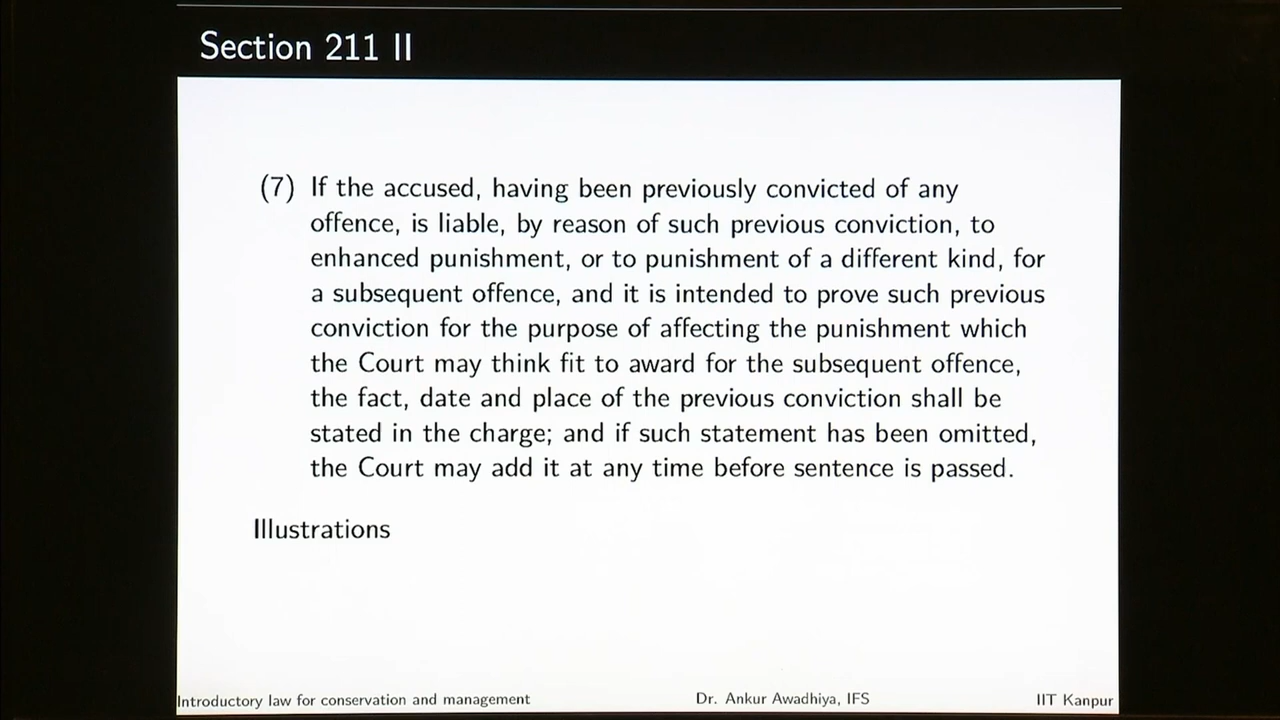 Section 211 II
(7) If the accused, having been previously convicted of any
offence, is liable, by reason of such previous conviction, to
enhanced punishment, or to punishment of a different kind, for
a subsequent offence, and it is intended to prove such previous
conviction for the purpose of affecting the punishment which
the Court may think fit to award for the subsequent offence,
the fact, date and place of the previous conviction shall be
stated in the charge; and if such statement has been omitted,
the Court may add it at any time before sentence is passed.
Illustrations
Introductory law for conservation and management Dr. Ankur Awadhiya, IFS IIT Kanpur